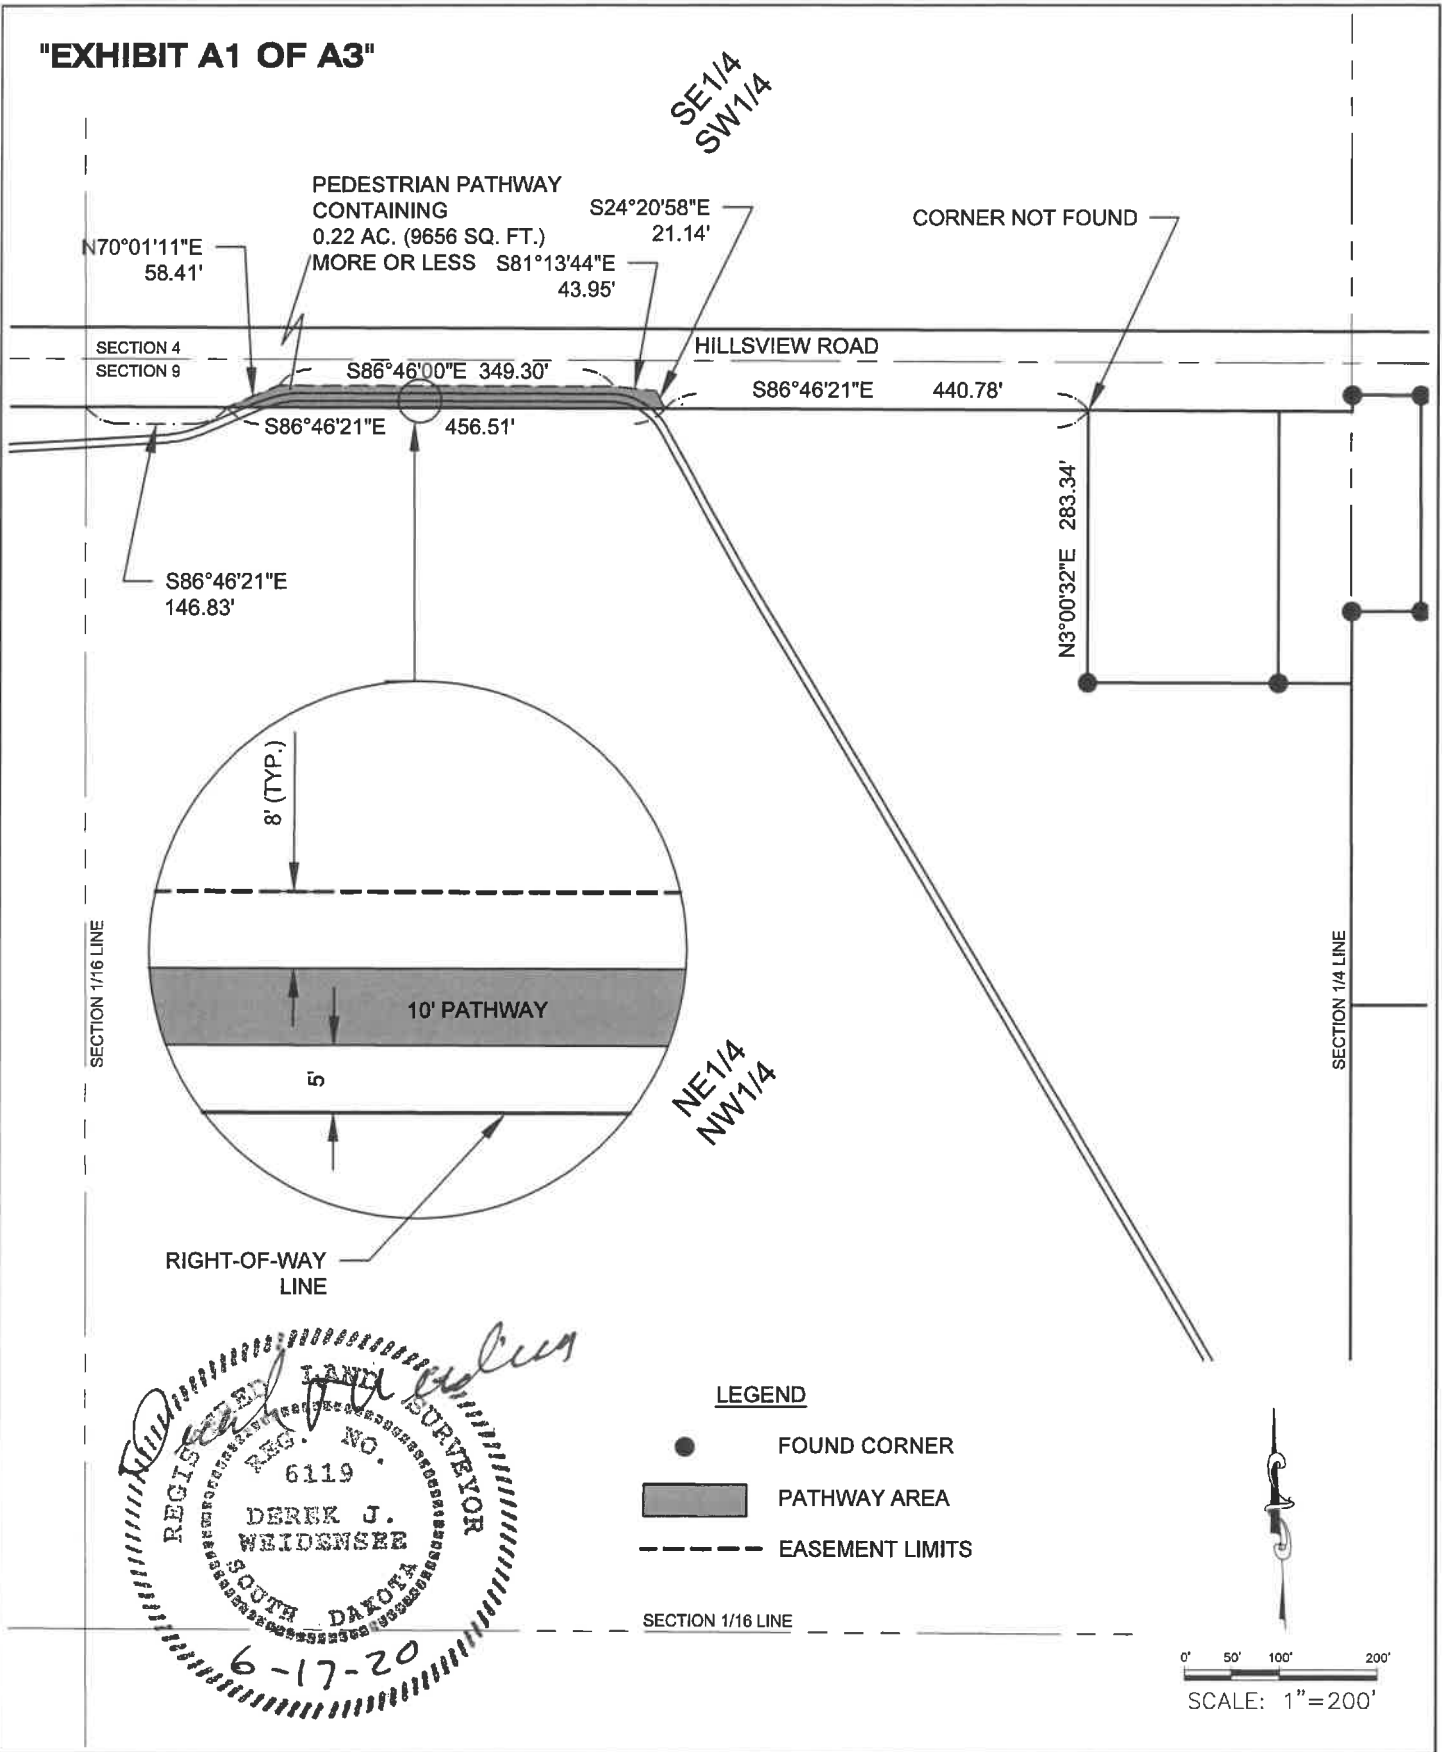 "EXHIBIT A1 OF A3"
SE1/4
SW1/4
PEDESTRIAN PATHWAY
CONTAINING
0.22 AC. (9656 SQ. FT.)
MORE OR LESS
S24°20'58"E
21.14'
CORNER NOT FOUND
N70°01'11"E
58.41'
S81°13'44"E
43.95'
SECTION 4
SECTION 9
HILLSVIEW ROAD
S86°46'00"E 349.30'
S86°46'21"E 440.78'
S86°46'21"E 456.51'
N3°00'32"E 283.34'
S86°46'21"E
146.83'
8' (TYP.)
10' PATHWAY
5'
SECTION 1/16 LINE
SECTION 1/4 LINE
NE1/4
NW1/4
RIGHT-OF-WAY
LINE
REGISTERED LAND SURVEYOR
REG. NO.
6119
DEREK J.
WEIDENSEE
SOUTH DAKOTA
6-17-20
LEGEND
FOUND CORNER
PATHWAY AREA
EASEMENT LIMITS
SECTION 1/16 LINE
0' 50' 100' 200'
SCALE: 1"=200'